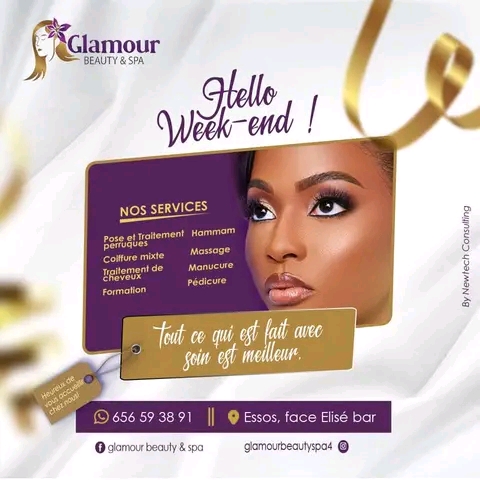 Glamour
BEAUTY & SPA
Hello
Week-end !
NOS SERVICES
Pose et Traitement
perruques
Coiffure mixte
Traitement de
cheveux
Formation
Hammam
Massage
Manucure
Pédicure
By Newtech Consulting
Tout ce qui est fait avec
soin est meilleur.
Heureux de
vous accueillir
chez nous!
656 59 38 91
Essos, face Elisé bar
glamour beauty & spa
glamourbeautyspa4